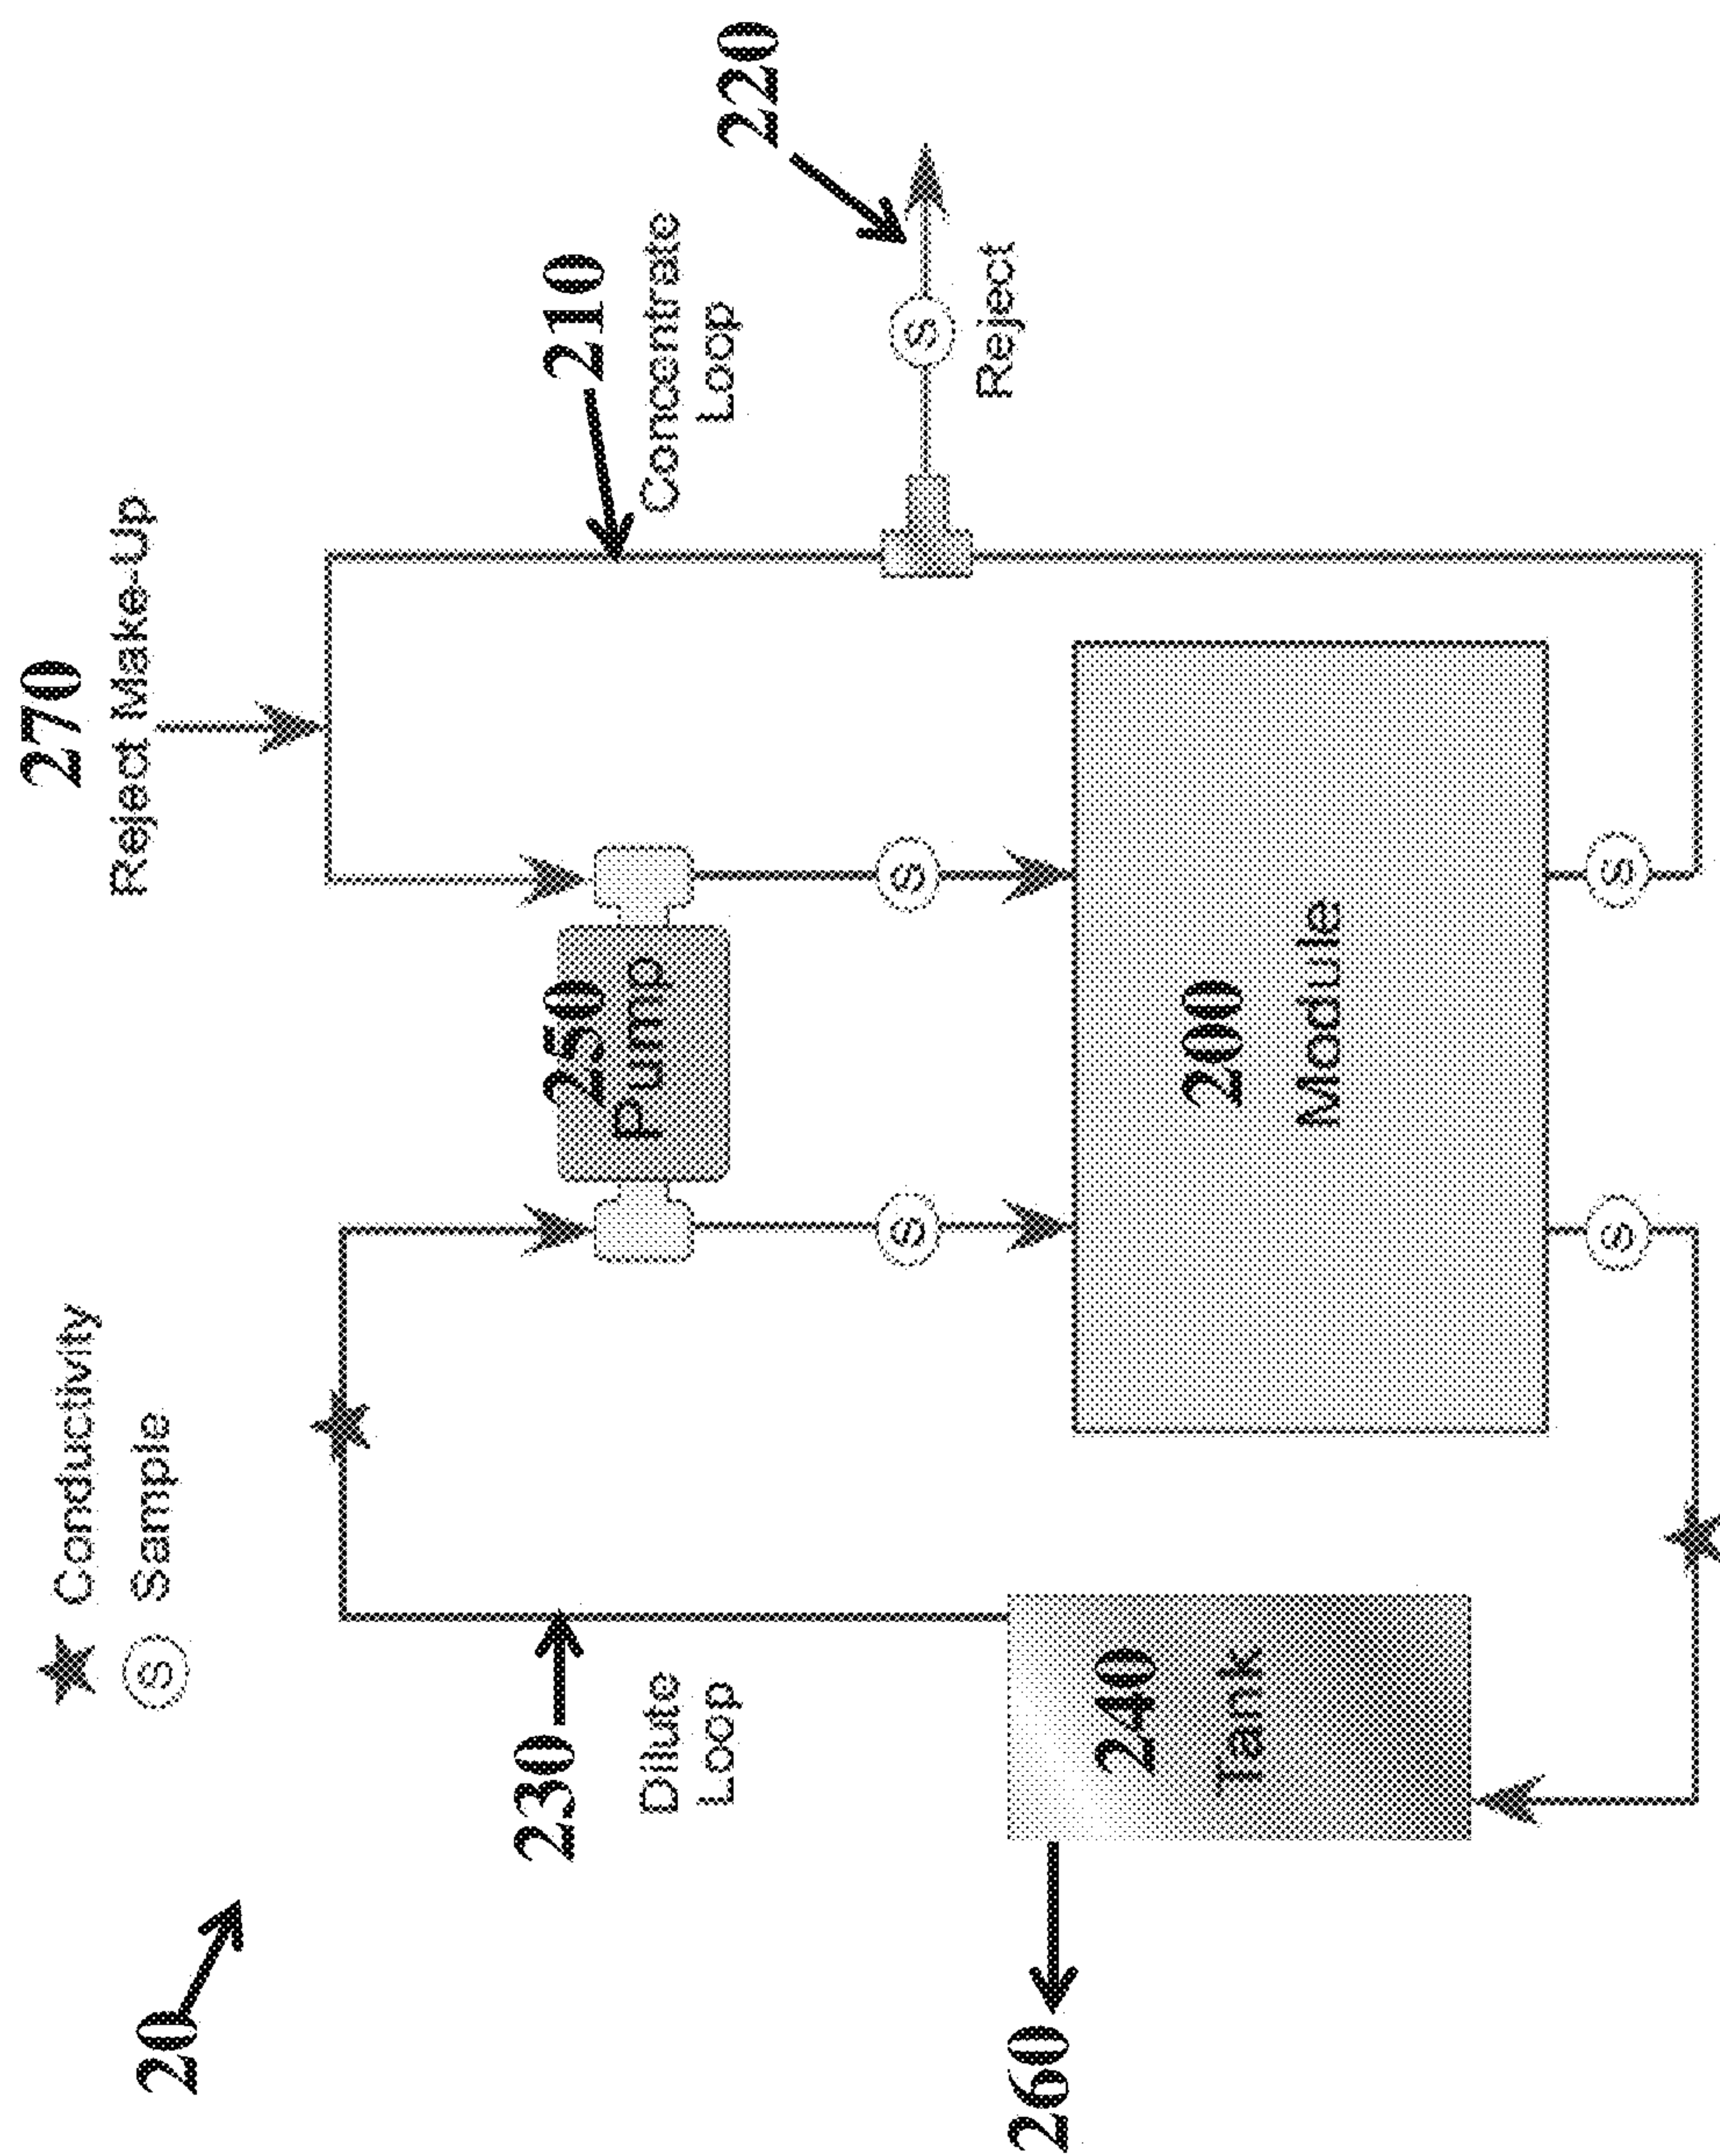 20
★ Conductivity
Ⓢ Sample
270
Reject Make-Up
230
Dilute
Loop
250
Pump
210
Concentrate
Loop
220
S
Reject
S
S
260
240
Tank
200
Module
S
S